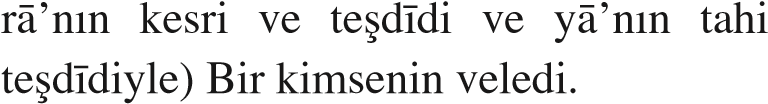 rā’nın kesri ve teşdīdi ve yā’nın tahi
teşdīdiyle) Bir kimsenin veledi.